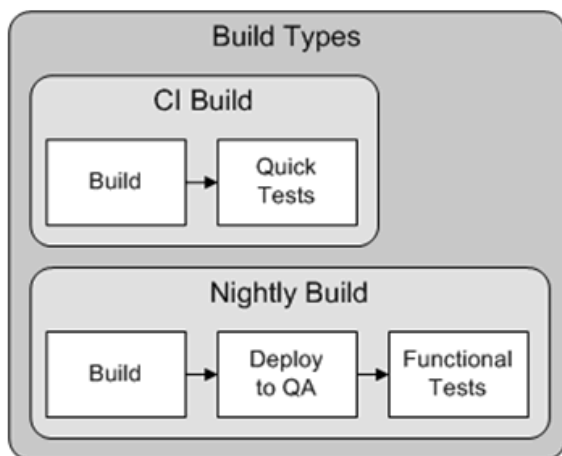 Build Types
CI Build
Build
Quick
Tests
Nightly Build
Build
Deploy
to QA
Functional
Tests